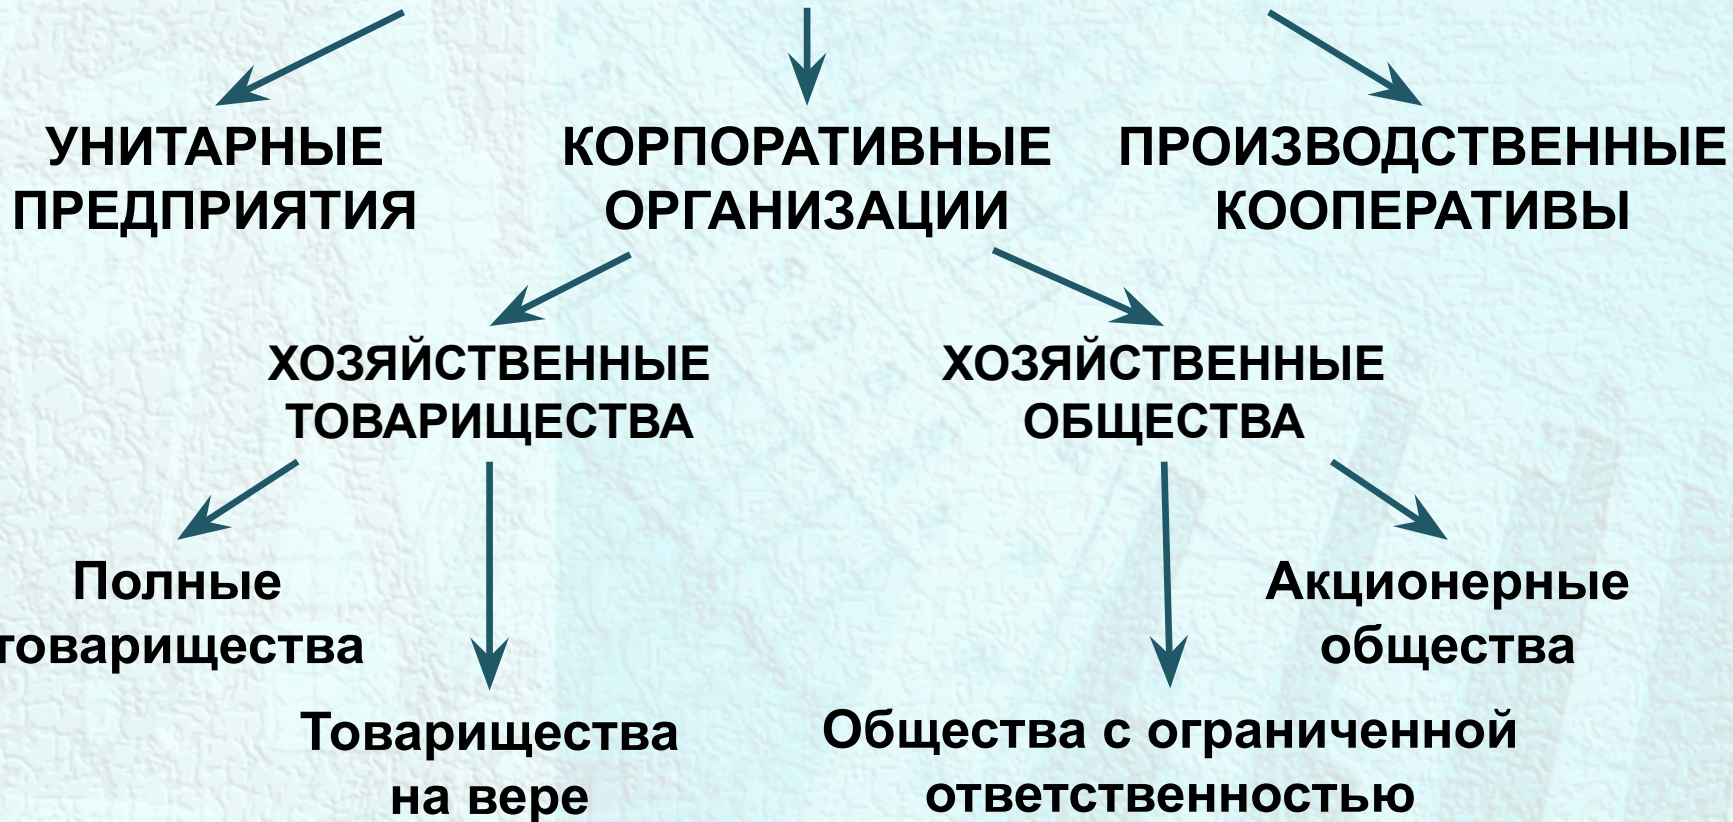 УНИТАРНЫЕ
ПРЕДПРИЯТИЯ
КОРПОРАТИВНЫЕ
ОРГАНИЗАЦИИ
ПРОИЗВОДСТВЕННЫЕ
КООПЕРАТИВЫ
ХОЗЯЙСТВЕННЫЕ
ТОВАРИЩЕСТВА
ХОЗЯЙСТВЕННЫЕ
ОБЩЕСТВА
Полные
товарищества
Товарищества
на вере
Общества с ограниченной
ответственностью
Акционерные
общества